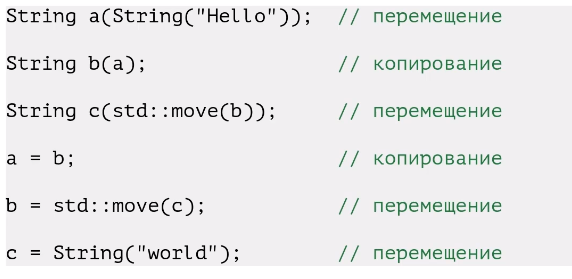 String a(String("Hello"));  // перемещение
String b(a);                // копирование
String c(std::move(b));     // перемещение
a = b;                      // копирование
b = std::move(c);           // перемещение
c = String("world");        // перемещение